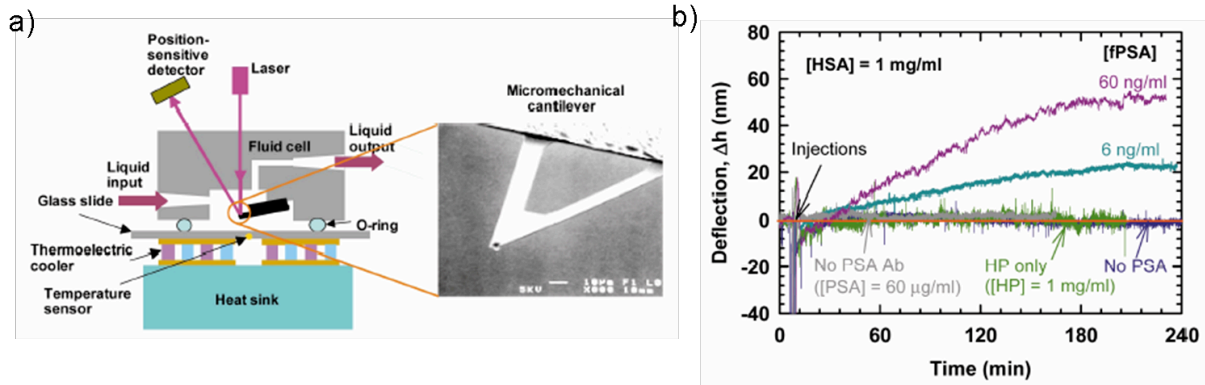 a)
Position-
sensitive
detector
Laser
Micromechanical
cantilever
Fluid cell
Liquid
output
Liquid
input
Glass slide
O-ring
Thermoelectric
cooler
Temperature
sensor
Heat sink
5KV
b)
[HSA] = 1 mg/ml
[fPSA]
60 ng/ml
6 ng/ml
Injections
No PSA Ab
([PSA] = 60 μg/ml)
HP only
([HP] = 1 mg/ml)
No PSA
Deflection, Δh (nm)
80
60
40
20
0
-20
-40
0 60 120 180 240
Time (min)